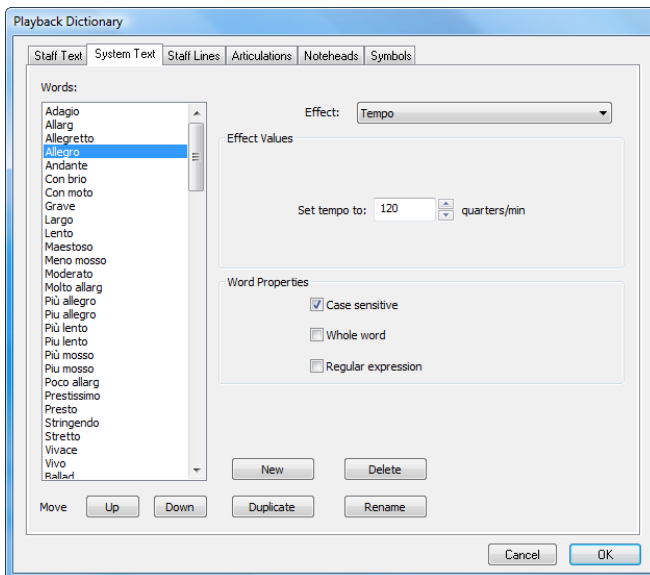 Playback Dictionary
Staff Text System Text Staff Lines Articulations Noteheads Symbols
Words:
Adagio
Allarg
Allegretto
Allegro
Andante
Con brio
Con moto
Grave
Largo
Lento
Maestoso
Meno mosso
Moderato
Molto allarg
Più allegro
Piu allegro
Più lento
Piu lento
Più mosso
Piu mosso
Poco allarg
Prestissimo
Presto
Stringendo
Stretto
Vivace
Vivo
Ballad
Effect: Tempo
Effect Values
Set tempo to: 120 quarters/min
Word Properties
Case sensitive
Whole word
Regular expression
New Delete
Move Up Down Duplicate Rename
Cancel OK